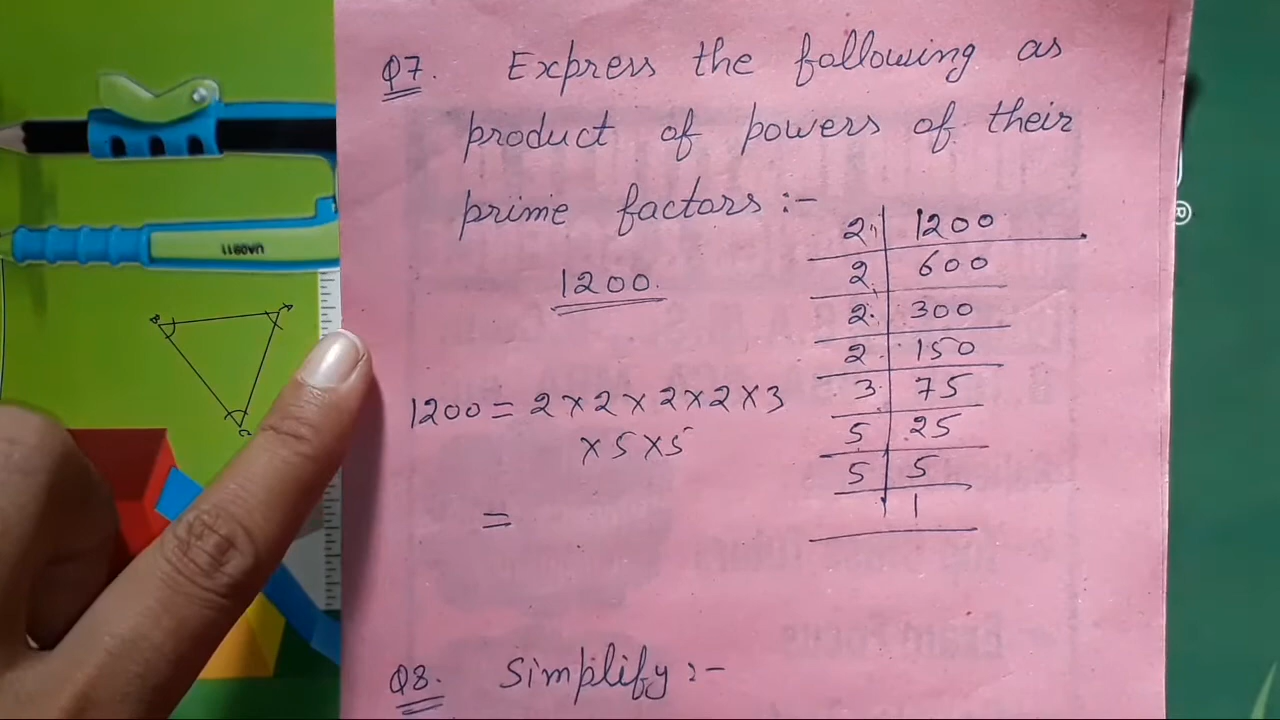 Q7. Express the following as
product of powers of their
prime factors :-
1200.
2 1200
2 600
2 300
2 150
3 75
5 25
5 5
1
1200 = 2 × 2 × 2 × 2 × 3
× 5 × 5
=
Q8. Simplify :-
UA0911
B A
C
®